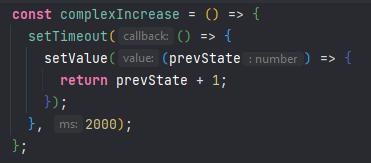 const complexIncrease = () => {
setTimeout( callback: () => {
setValue( value: (prevState : number ) => {
return prevState + 1;
});
}, ms: 2000);
};